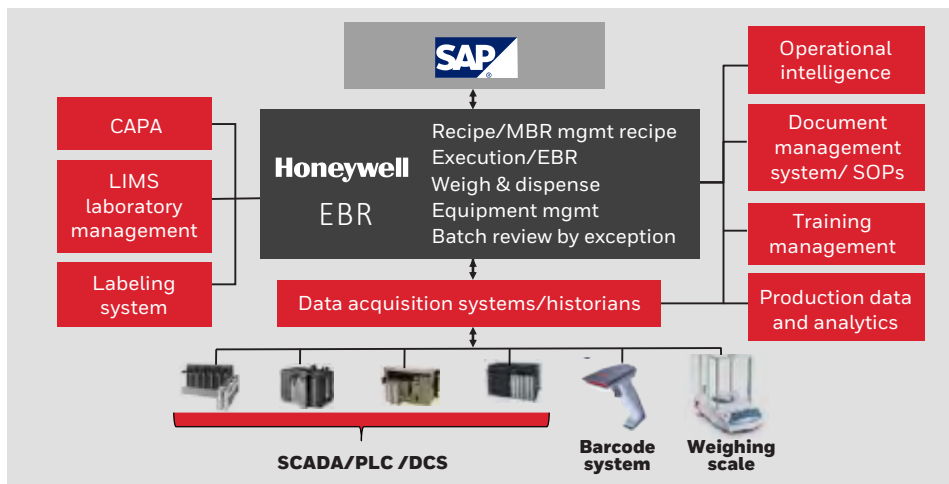 SAP
®
CAPA
LIMS
laboratory
management
Labeling
system
Honeywell
EBR
Recipe/MBR mgmt recipe
Execution/EBR
Weigh & dispense
Equipment mgmt
Batch review by exception
Operational
intelligence
Document
management
system/ SOPs
Training
management
Production data
and analytics
Data acquisition systems/historians
SCADA/PLC /DCS
Barcode
system
Weighing
scale